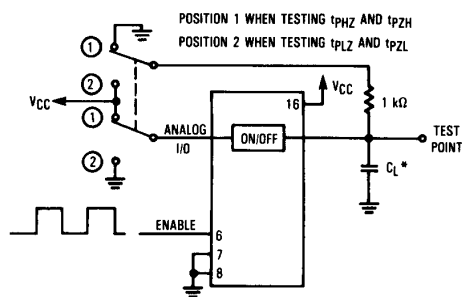 POSITION 1 WHEN TESTING tPHZ AND tPZH
POSITION 2 WHEN TESTING tPLZ AND tPZL
1
2
VCC
1
2
ANALOG
I/O
ON/OFF
16
VCC
1 kΩ
TEST
POINT
CL*
ENABLE
6
7
8